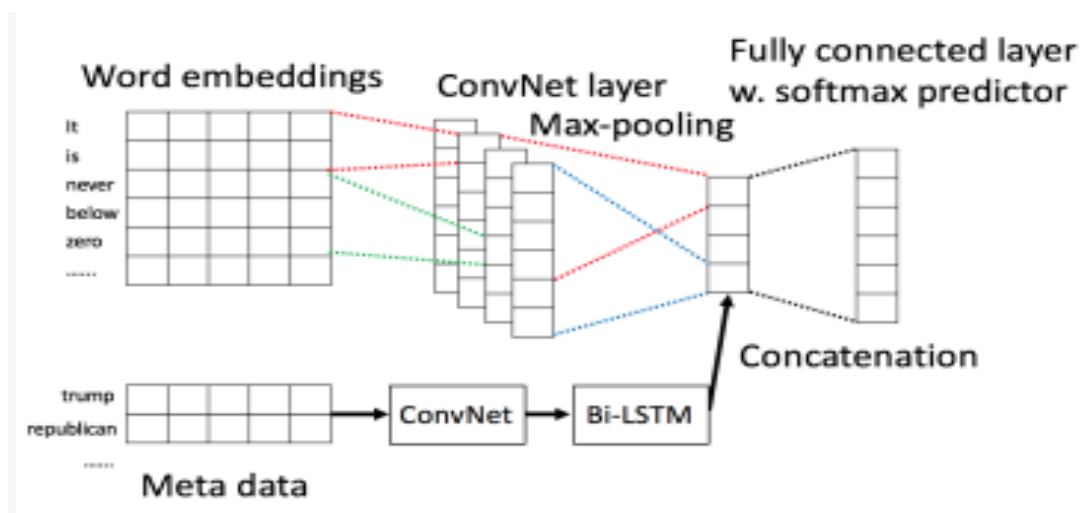 Word embeddings
ConvNet layer
Max-pooling
Fully connected layer
w. softmax predictor
It
is
never
below
zero
......
Concatenation
trump
republican
......
ConvNet
Bi-LSTM
Meta data